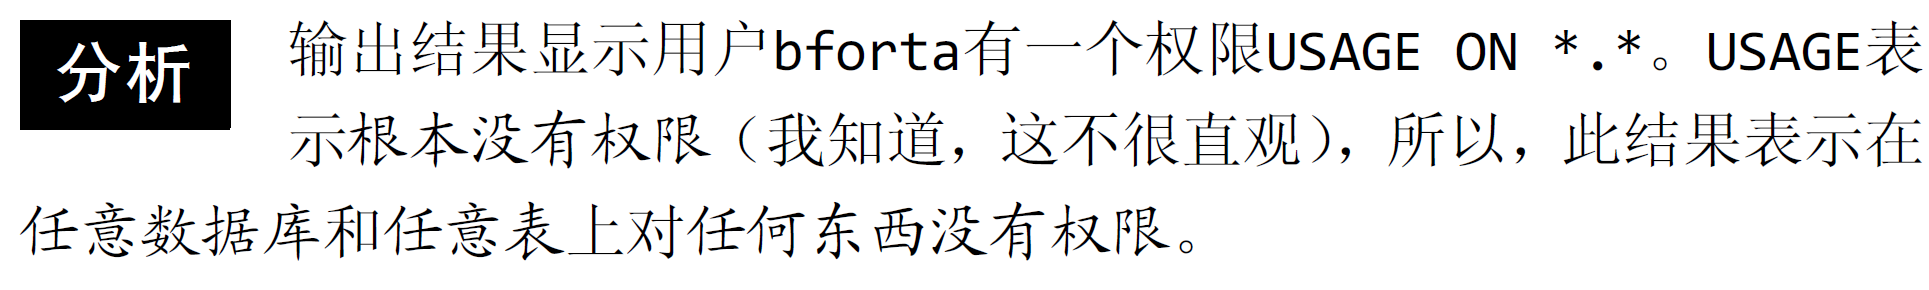 分析 输出结果显示用户bforta有一个权限USAGE ON *.*。USAGE表
示根本没有权限（我知道，这不很直观），所以，此结果表示在
任意数据库和任意表上对任何东西没有权限。